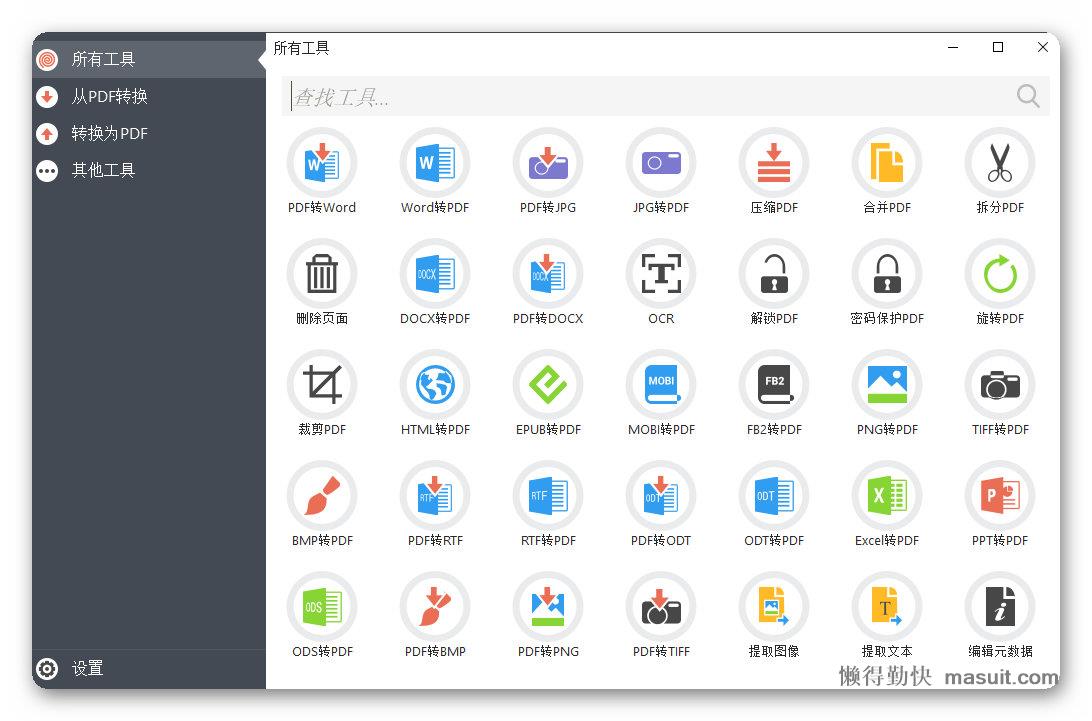 所有工具
所有工具
从PDF转换
转换为PDF
其他工具
查找工具...
W
W
PDF转Word Word转PDF PDF转JPG JPG转PDF 压缩PDF 合并PDF 拆分PDF
DOCX DOCX T
删除页面 DOCX转PDF PDF转DOCX OCR 解锁PDF 密码保护PDF 旋转PDF
MOBI FB2
裁剪PDF HTML转PDF EPUB转PDF MOBI转PDF FB2转PDF PNG转PDF TIFF转PDF
RTF RTF ODT ODT X P
BMP转PDF PDF转RTF RTF转PDF PDF转ODT ODT转PDF Excel转PDF PPT转PDF
ODS T i
ODS转PDF PDF转BMP PDF转PNG PDF转TIFF 提取图像 提取文本 编辑元数据
设置
懒得勤快 masuit.com